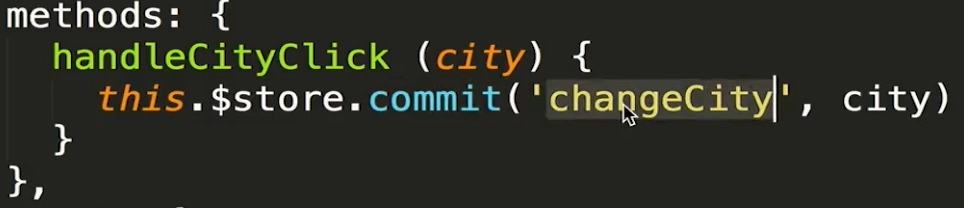 methods: {
  handleCityClick (city) {
    this.$store.commit('changeCity', city)
  }
},